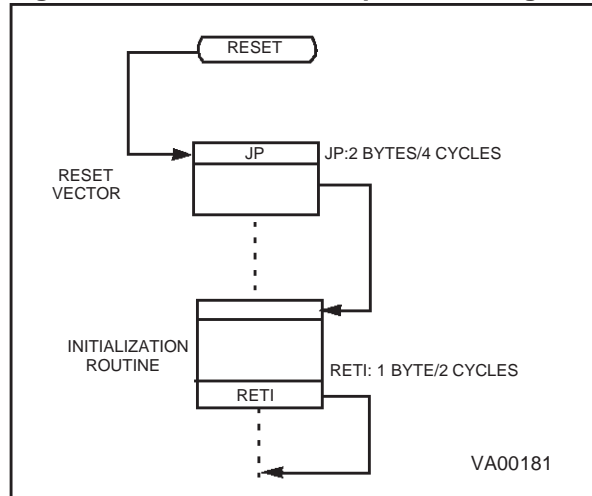 RESET
JP
JP:2 BYTES/4 CYCLES
RESET
VECTOR
INITIALIZATION
ROUTINE
RETI: 1 BYTE/2 CYCLES
RETI
VA00181